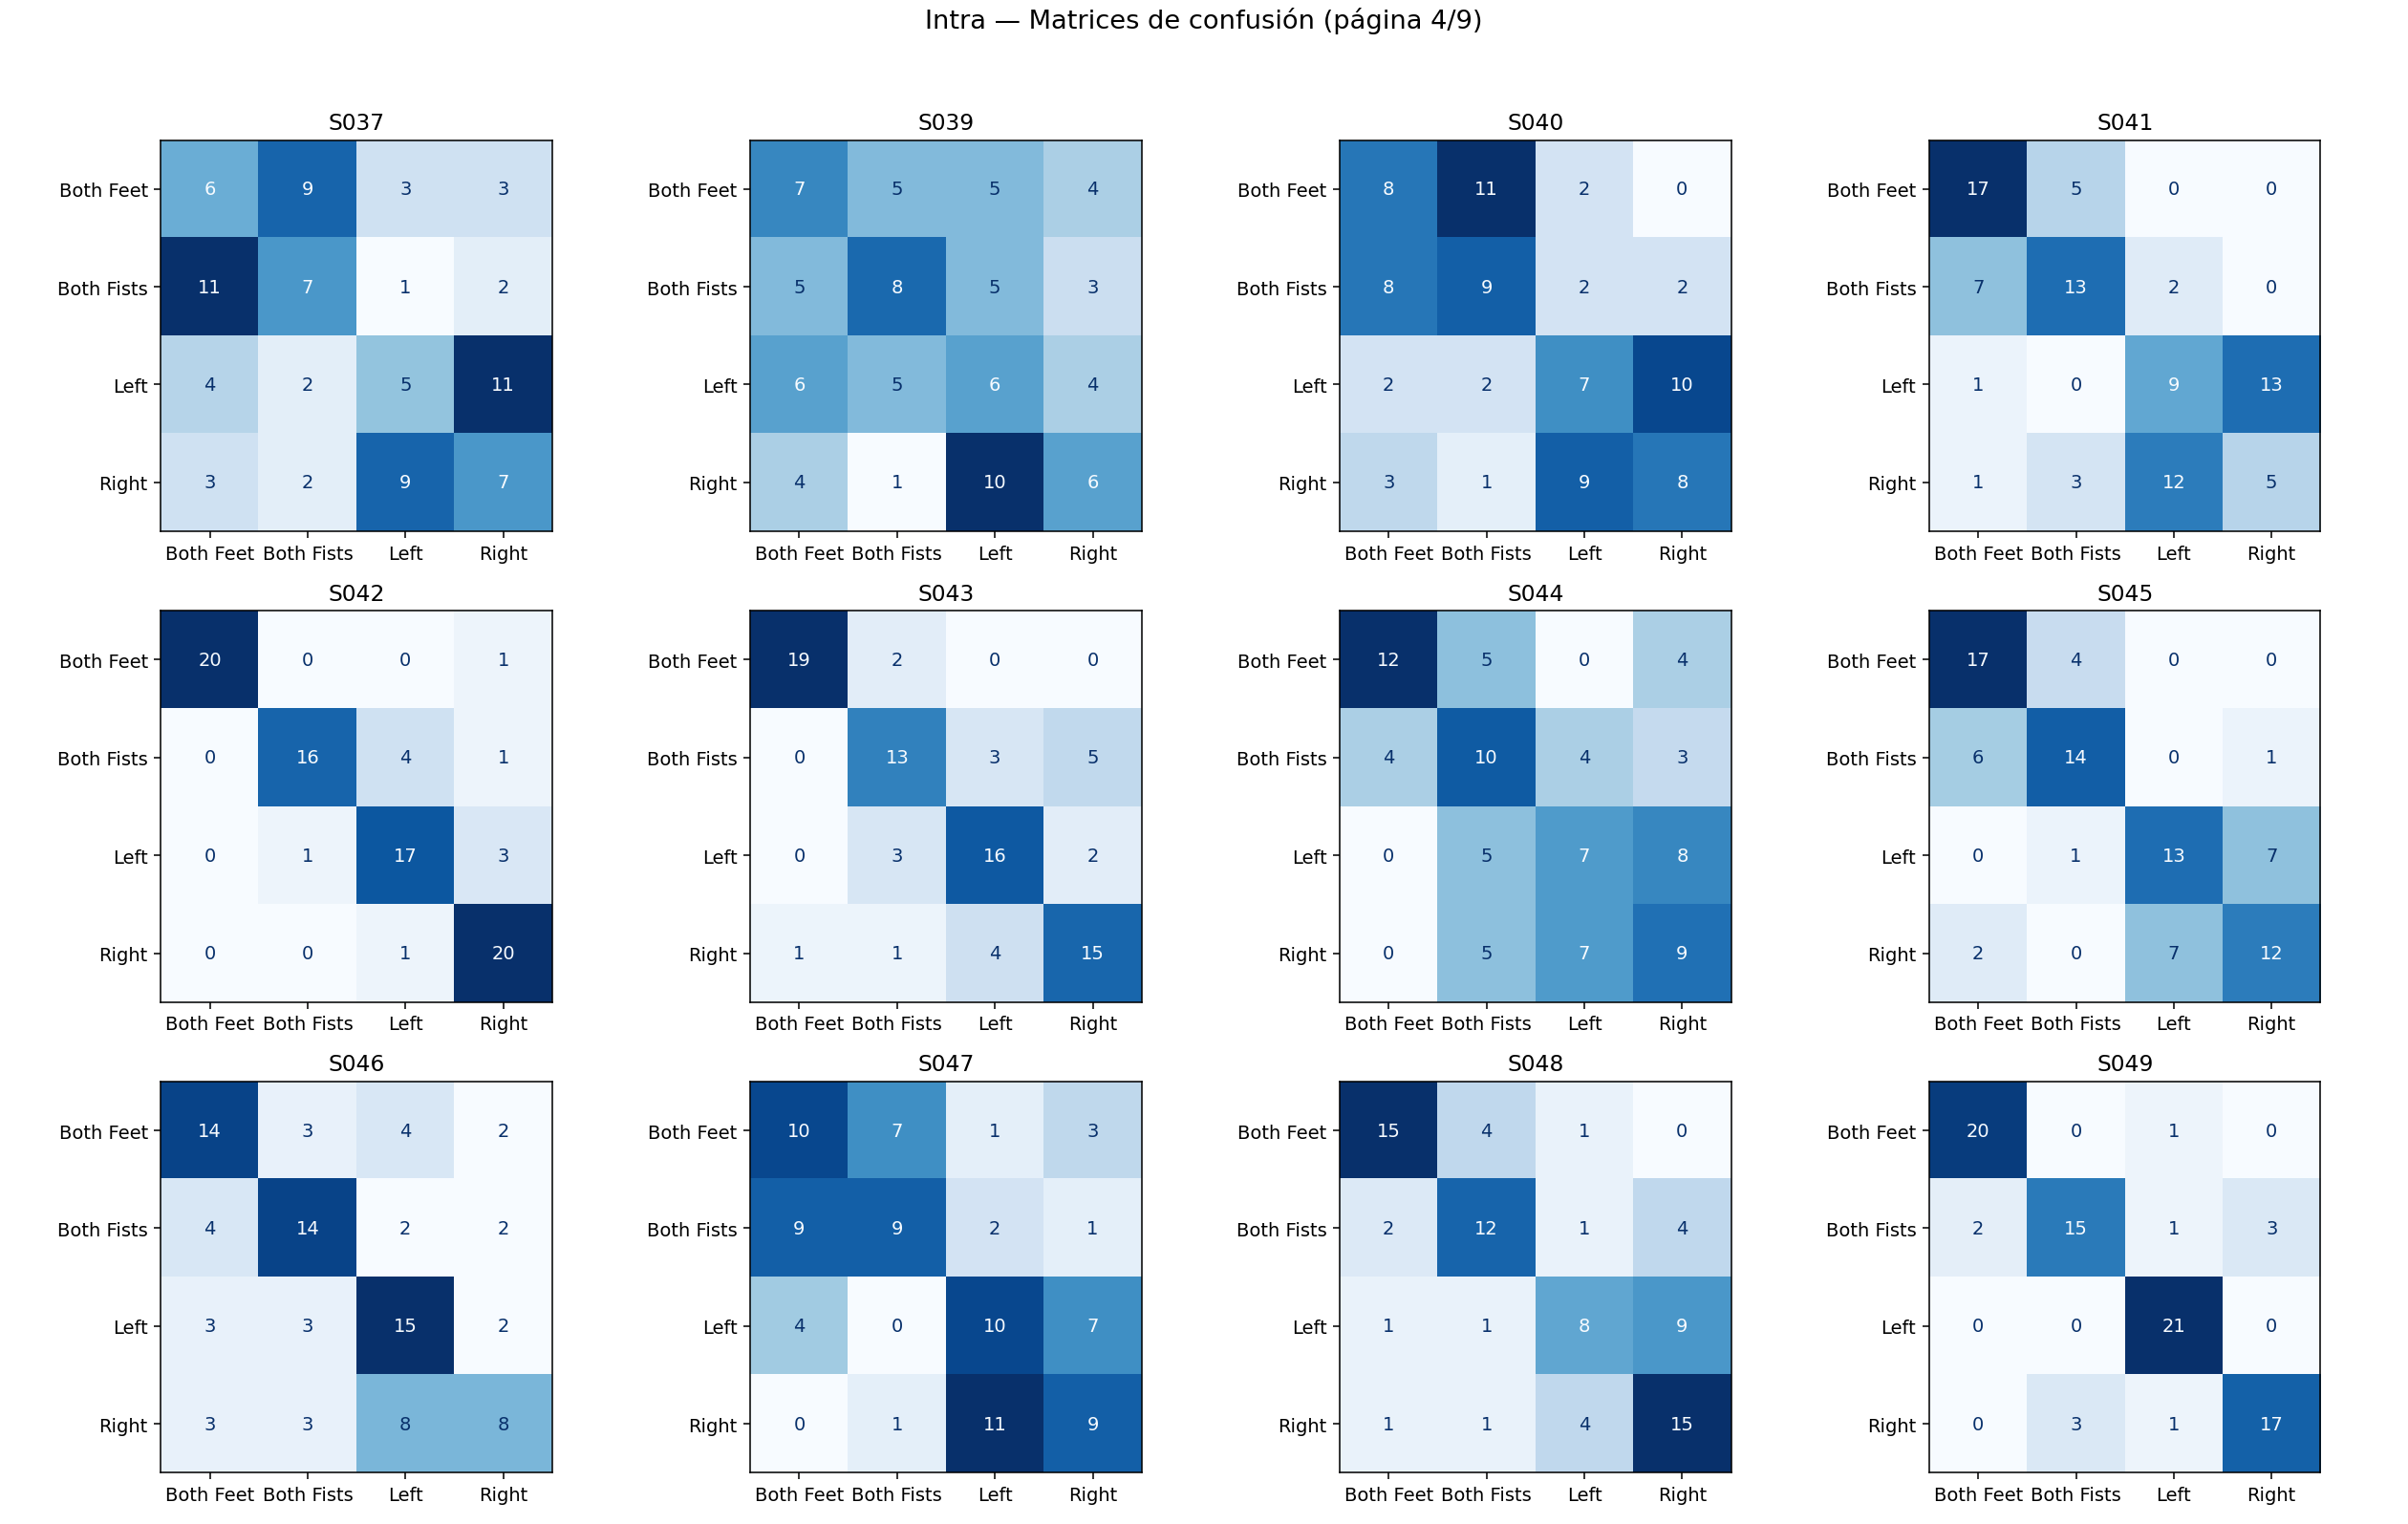 Intra — Matrices de confusión (página 4/9)
S037 S039 S040 S041
Both Feet 6 9 3 3 Both Feet 7 5 5 4 Both Feet 8 11 2 0 Both Feet 17 5 0 0
Both Fists 11 7 1 2 Both Fists 5 8 5 3 Both Fists 8 9 2 2 Both Fists 7 13 2 0
Left 4 2 5 11 Left 6 5 6 4 Left 2 2 7 10 Left 1 0 9 13
Right 3 2 9 7 Right 4 1 10 6 Right 3 1 9 8 Right 1 3 12 5
Both Feet Both Fists Left Right Both Feet Both Fists Left Right Both Feet Both Fists Left Right Both Feet Both Fists Left Right
S042 S043 S044 S045
Both Feet 20 0 0 1 Both Feet 19 2 0 0 Both Feet 12 5 0 4 Both Feet 17 4 0 0
Both Fists 0 16 4 1 Both Fists 0 13 3 5 Both Fists 4 10 4 3 Both Fists 6 14 0 1
Left 0 1 17 3 Left 0 3 16 2 Left 0 5 7 8 Left 0 1 13 7
Right 0 0 1 20 Right 1 1 4 15 Right 0 5 7 9 Right 2 0 7 12
Both Feet Both Fists Left Right Both Feet Both Fists Left Right Both Feet Both Fists Left Right Both Feet Both Fists Left Right
S046 S047 S048 S049
Both Feet 14 3 4 2 Both Feet 10 7 1 3 Both Feet 15 4 1 0 Both Feet 20 0 1 0
Both Fists 4 14 2 2 Both Fists 9 9 2 1 Both Fists 2 12 1 4 Both Fists 2 15 1 3
Left 3 3 15 2 Left 4 0 10 7 Left 1 1 8 9 Left 0 0 21 0
Right 3 3 8 8 Right 0 1 11 9 Right 1 1 4 15 Right 0 3 1 17
Both Feet Both Fists Left Right Both Feet Both Fists Left Right Both Feet Both Fists Left Right Both Feet Both Fists Left Right